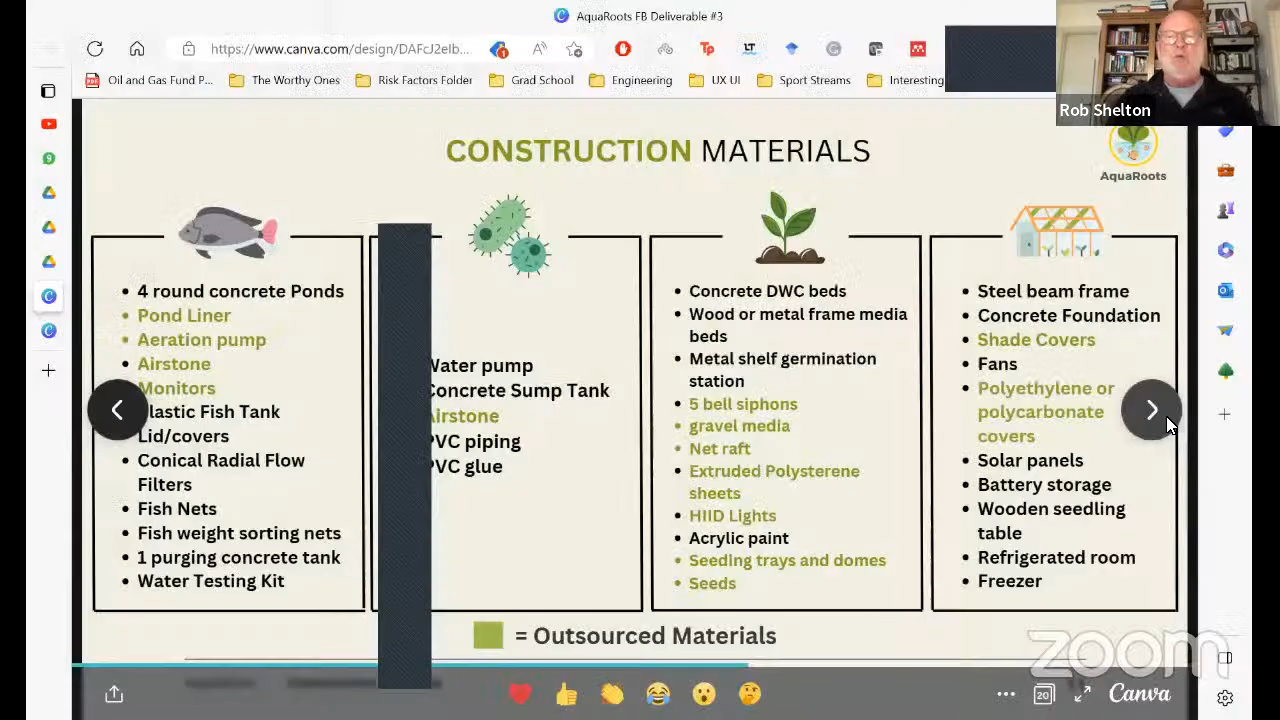 AquaRoots FB Deliverable #3
https://www.canva.com/design/DAFcJ2eIb...
Oil and Gas Fund P...
The Worthy Ones
Risk Factors Folder
Grad School
Engineering
UX UI
Sport Streams
Interesting
Rob Shelton
CONSTRUCTION MATERIALS
AquaRoots
4 round concrete Ponds
Pond Liner
Aeration pump
Airstone
Monitors
Plastic Fish Tank
Lid/covers
Conical Radial Flow
Filters
Fish Nets
Fish weight sorting nets
1 purging concrete tank
Water Testing Kit
Water pump
Concrete Sump Tank
Airstone
PVC piping
PVC glue
Concrete DWC beds
Wood or metal frame media
beds
Metal shelf germination
station
5 bell siphons
gravel media
Net raft
Extruded Polysterene
sheets
HIID Lights
Acrylic paint
Seeding trays and domes
Seeds
Steel beam frame
Concrete Foundation
Shade Covers
Fans
Polyethylene or
polycarbonate
covers
Solar panels
Battery storage
Wooden seedling
table
Refrigerated room
Freezer
= Outsourced Materials
zoom
20
Canva